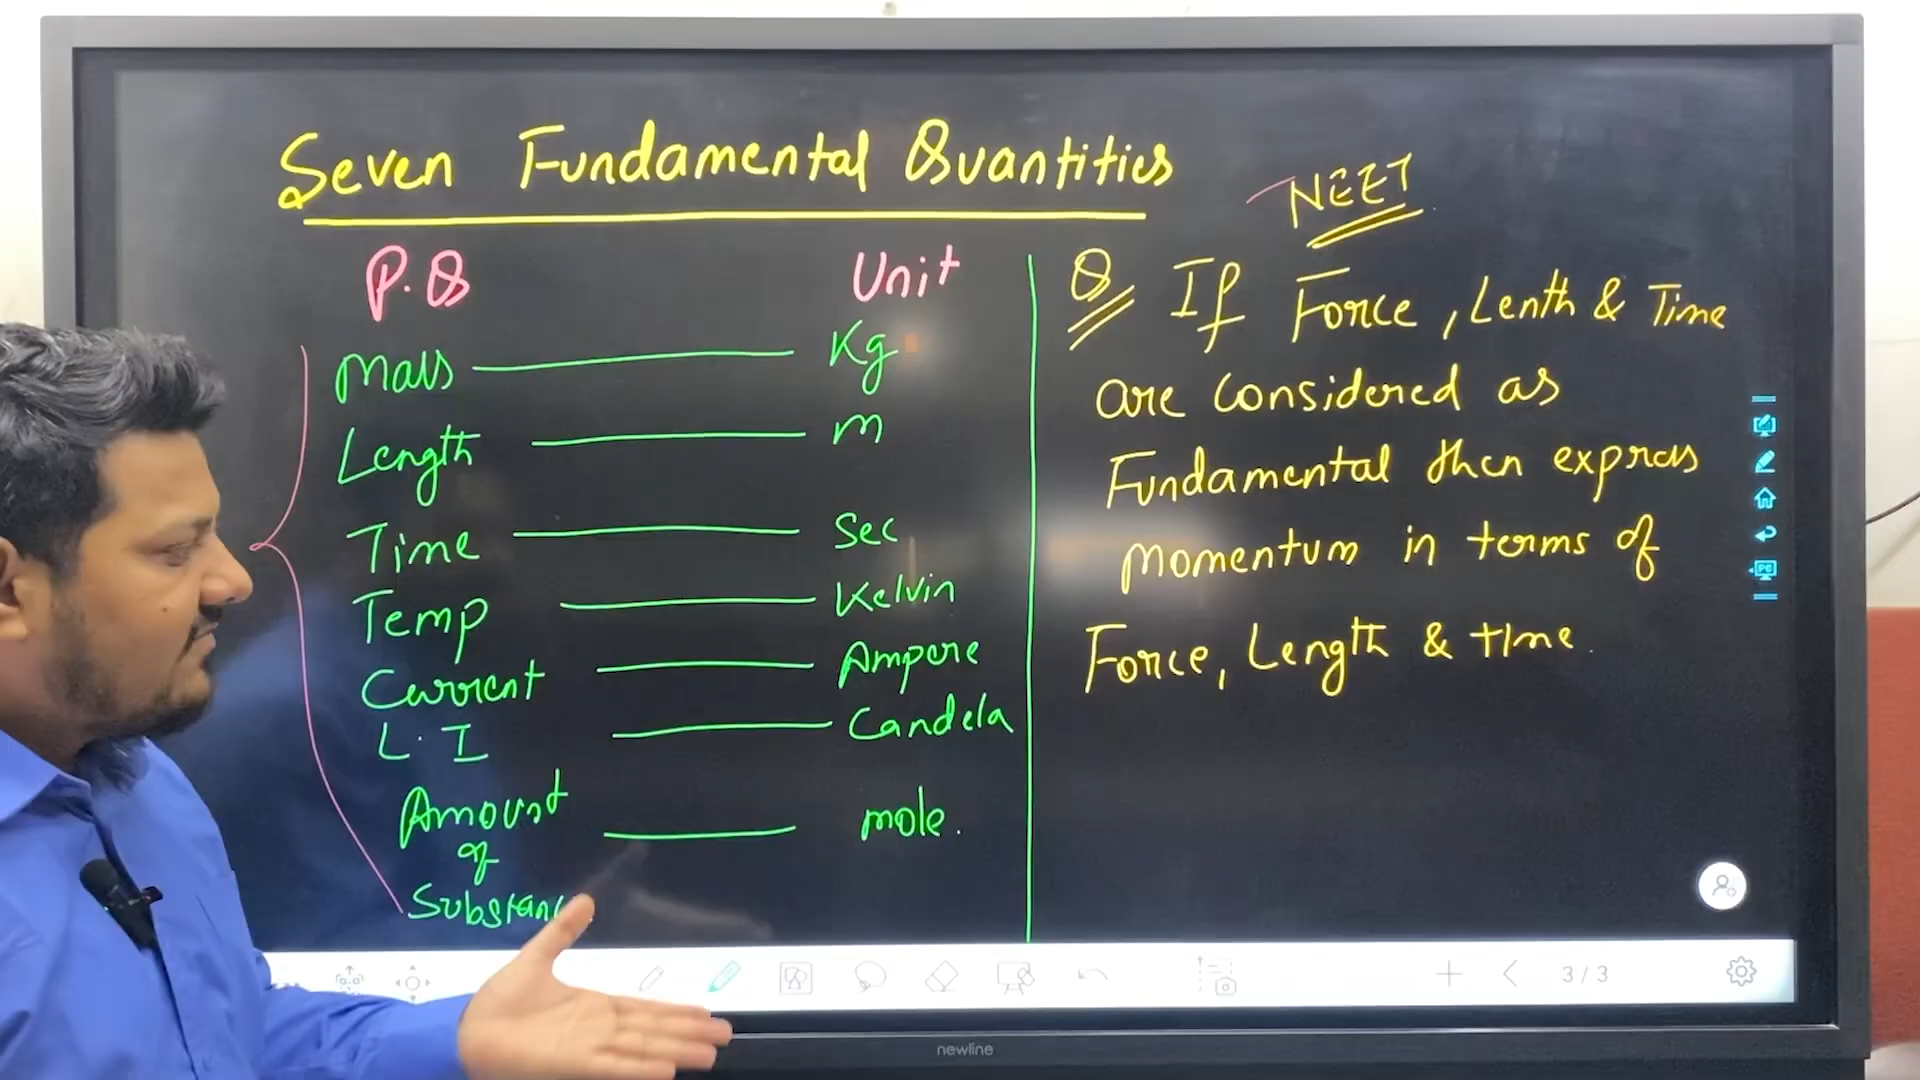 Seven Fundamental Quantities
P.Q Unit
Mass Kg
Length m
Time Sec
Temp Kelvin
Current Ampere
L.I Candela
Amount mole.
of
Substanc
NEET
Q If Force, Lenth & Time
are considered as
Fundamental then express
momentum in terms of
Force, Length & time.
3 / 3
newline
PC